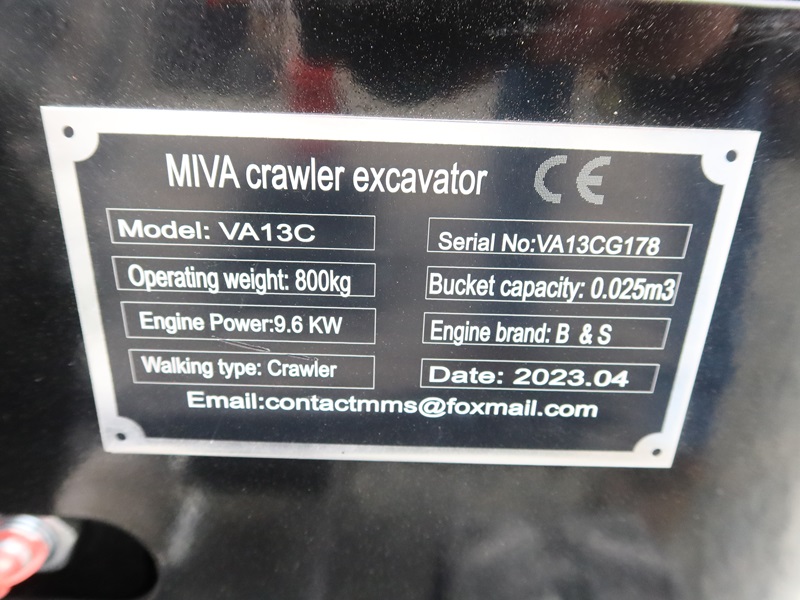 MIVA crawler excavator CE
Model: VA13C
Serial No:VA13CG178
Operating weight: 800kg
Bucket capacity: 0.025m3
Engine Power:9.6 KW
Engine brand: B & S
Walking type: Crawler
Date: 2023.04
Email:contactmms@foxmail.com